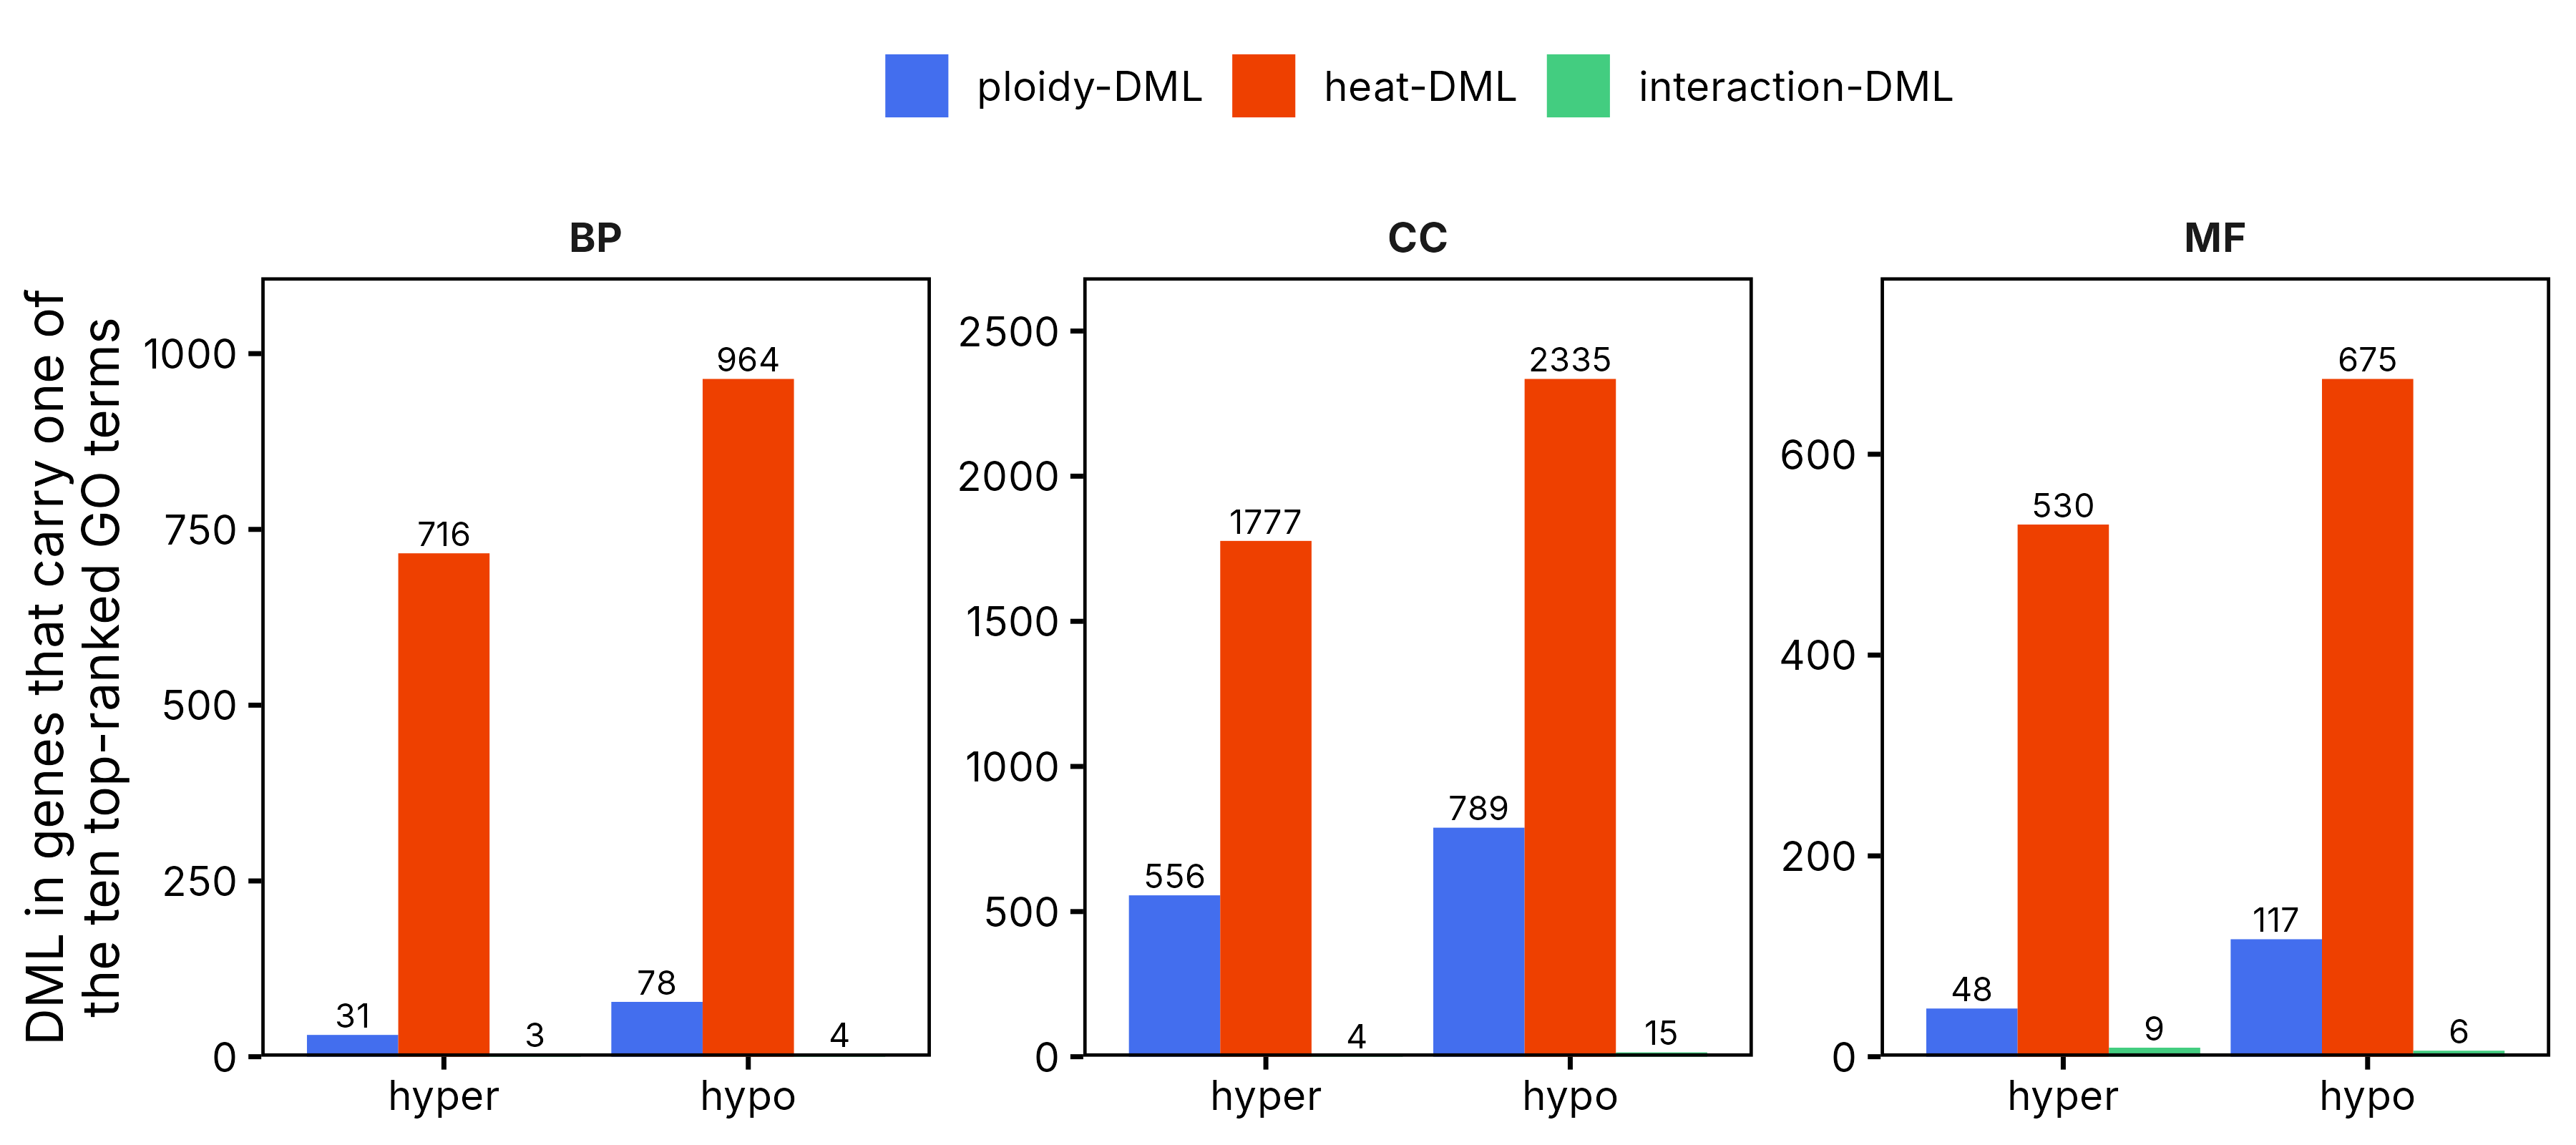 ploidy-DML heat-DML interaction-DML
DML in genes that carry one of
the ten top-ranked GO terms
BP
1000
750
500
250
0
31
716
3
78
964
4
hyper
hypo
CC
2500
2000
1500
1000
500
0
556
1777
4
789
2335
15
hyper
hypo
MF
600
400
200
0
48
530
9
117
675
6
hyper
hypo